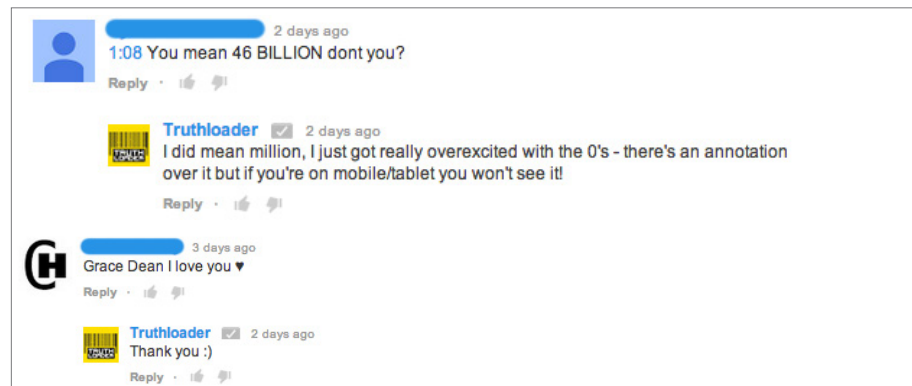 2 days ago
1:08 You mean 46 BILLION dont you?
Reply ·
Truthloader 2 days ago
I did mean million, I just got really overexcited with the 0's - there's an annotation
over it but if you're on mobile/tablet you won't see it!
Reply ·
3 days ago
Grace Dean I love you ♥
Reply ·
Truthloader 2 days ago
Thank you :)
Reply ·